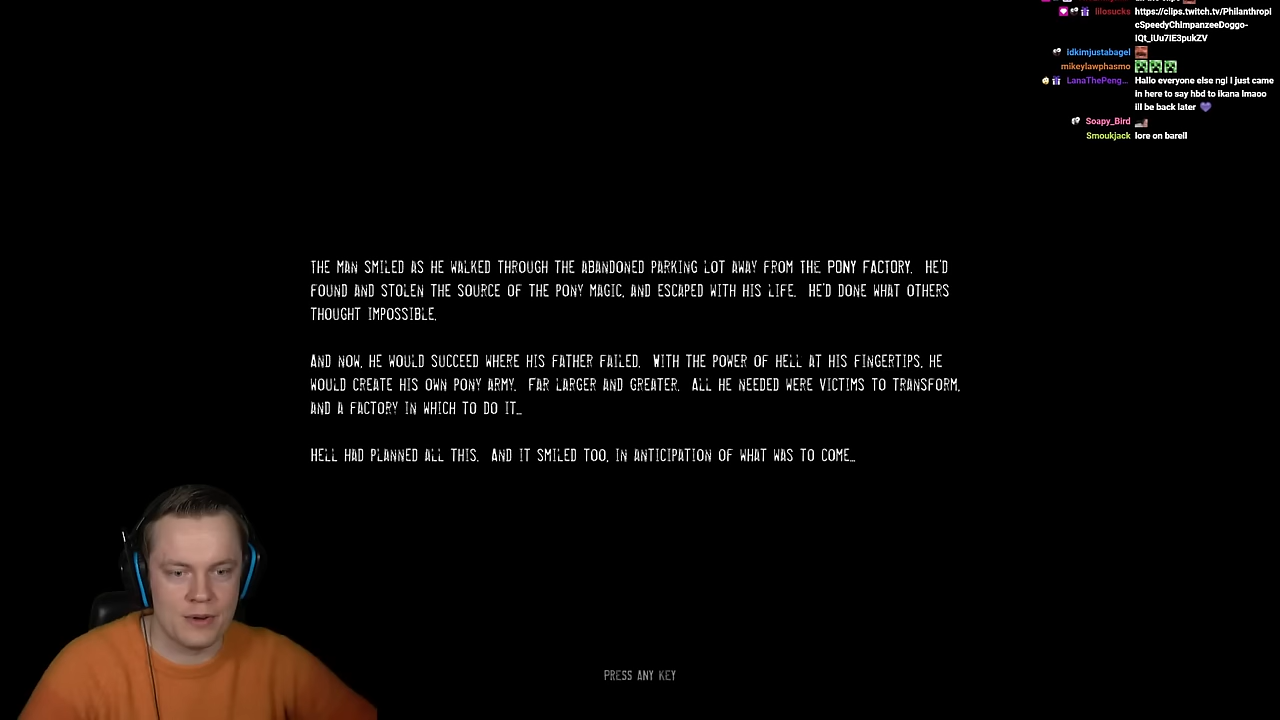 lilosucks https://clips.twitch.tv/Philanthropi
cSpeedyChimpanzeeDoggo-
idkimjustabagel
mikeylawphasmo
LanaThePeng... Hallo everyone else ngl I just came
in here to say hbd to ikana lmaoo
ill be back later
Soapy_Bird
Smoukjack lore on barell
THE MAN SMILED AS HE WALKED THROUGH THE ABANDONED PARKING LOT AWAY FROM THE PONY FACTORY. HE'D
FOUND AND STOLEN THE SOURCE OF THE PONY MAGIC, AND ESCAPED WITH HIS LIFE. HE'D DONE WHAT OTHERS
THOUGHT IMPOSSIBLE.
AND NOW, HE WOULD SUCCEED WHERE HIS FATHER FAILED. WITH THE POWER OF HELL AT HIS FINGERTIPS, HE
WOULD CREATE HIS OWN PONY ARMY. FAR LARGER AND GREATER. ALL HE NEEDED WERE VICTIMS TO TRANSFORM,
AND A FACTORY IN WHICH TO DO IT...
HELL HAD PLANNED ALL THIS. AND IT SMILED TOO, IN ANTICIPATION OF WHAT WAS TO COME...
PRESS ANY KEY